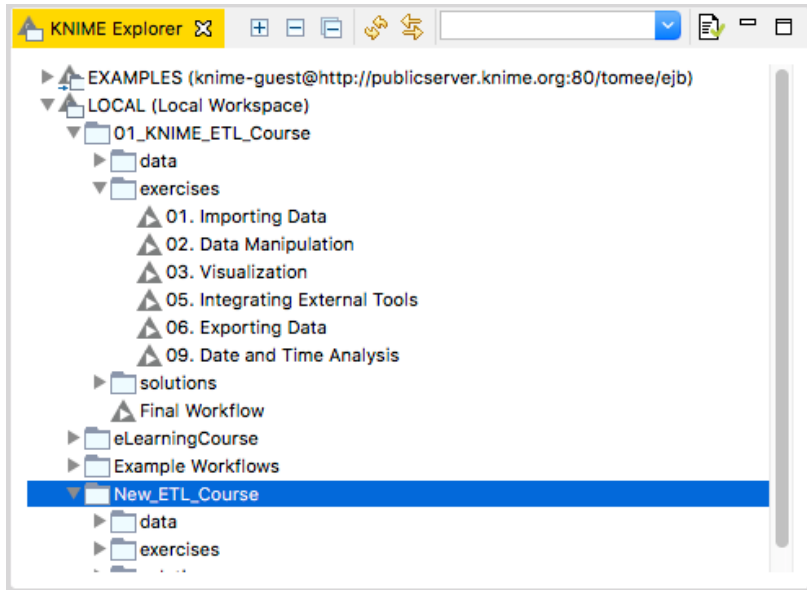 KNIME Explorer
EXAMPLES (knime-guest@http://publicserver.knime.org:80/tomee/ejb)
LOCAL (Local Workspace)
01_KNIME_ETL_Course
data
exercises
01. Importing Data
02. Data Manipulation
03. Visualization
05. Integrating External Tools
06. Exporting Data
09. Date and Time Analysis
solutions
Final Workflow
eLearningCourse
Example Workflows
New_ETL_Course
data
exercises